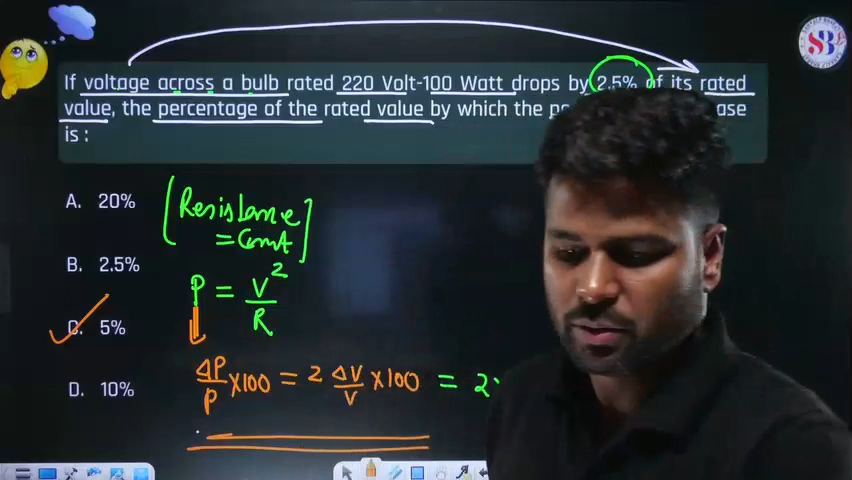 If voltage across a bulb rated 220 Volt-100 Watt drops by 2.5% of its rated
value, the percentage of the rated value by which the
is :
A. 20%
B. 2.5%
C. 5%
D. 10%
[Resistance
= Const]
P = V²/R
ΔP/P ×100 = 2 ΔV/V ×100 = 2
SB